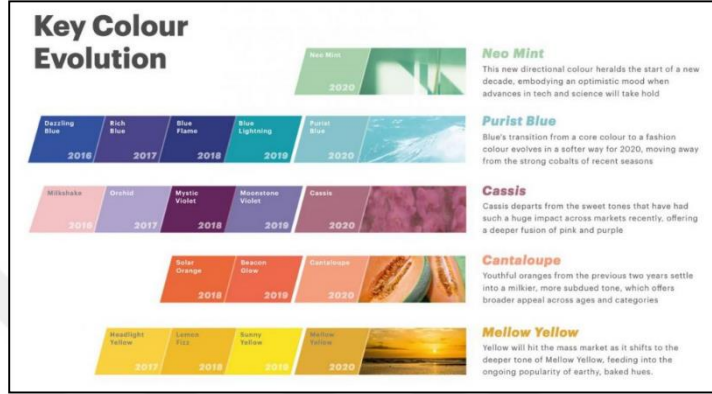 Key Colour
Evolution
Neo Mint
2020
Neo Mint
This new directional colour heralds the start of a new
decade, embodying an optimistic mood when
advances in tech and science will take hold
Dazzling
Blue
2016
Rich
Blue
2017
Blue
Flame
2018
Blue
Lightning
2019
Purist
Blue
2020
Purist Blue
Blue's transition from a core colour to a fashion
colour evolves in a softer way for 2020, moving away
from the strong cobalts of recent seasons
Milkshake
2016
Orchid
2017
Mystic
Violet
2018
Moonstone
Violet
2019
Cassis
2020
Cassis
Cassis departs from the sweet tones that have had
such a huge impact across markets recently, offering
a deeper fusion of pink and purple
Solar
Orange
2018
Beacon
Glow
2019
Cantaloupe
2020
Cantaloupe
Youthful oranges from the previous two years settle
into a milkier, more subdued tone, which offers
broader appeal across ages and categories
Headlight
Yellow
2017
Lemon
Fizz
2018
Sunny
Yellow
2019
Mellow
Yellow
2020
Mellow Yellow
Yellow will hit the mass market as it shifts to the
deeper tone of Mellow Yellow, feeding into the
ongoing popularity of earthy, baked hues.